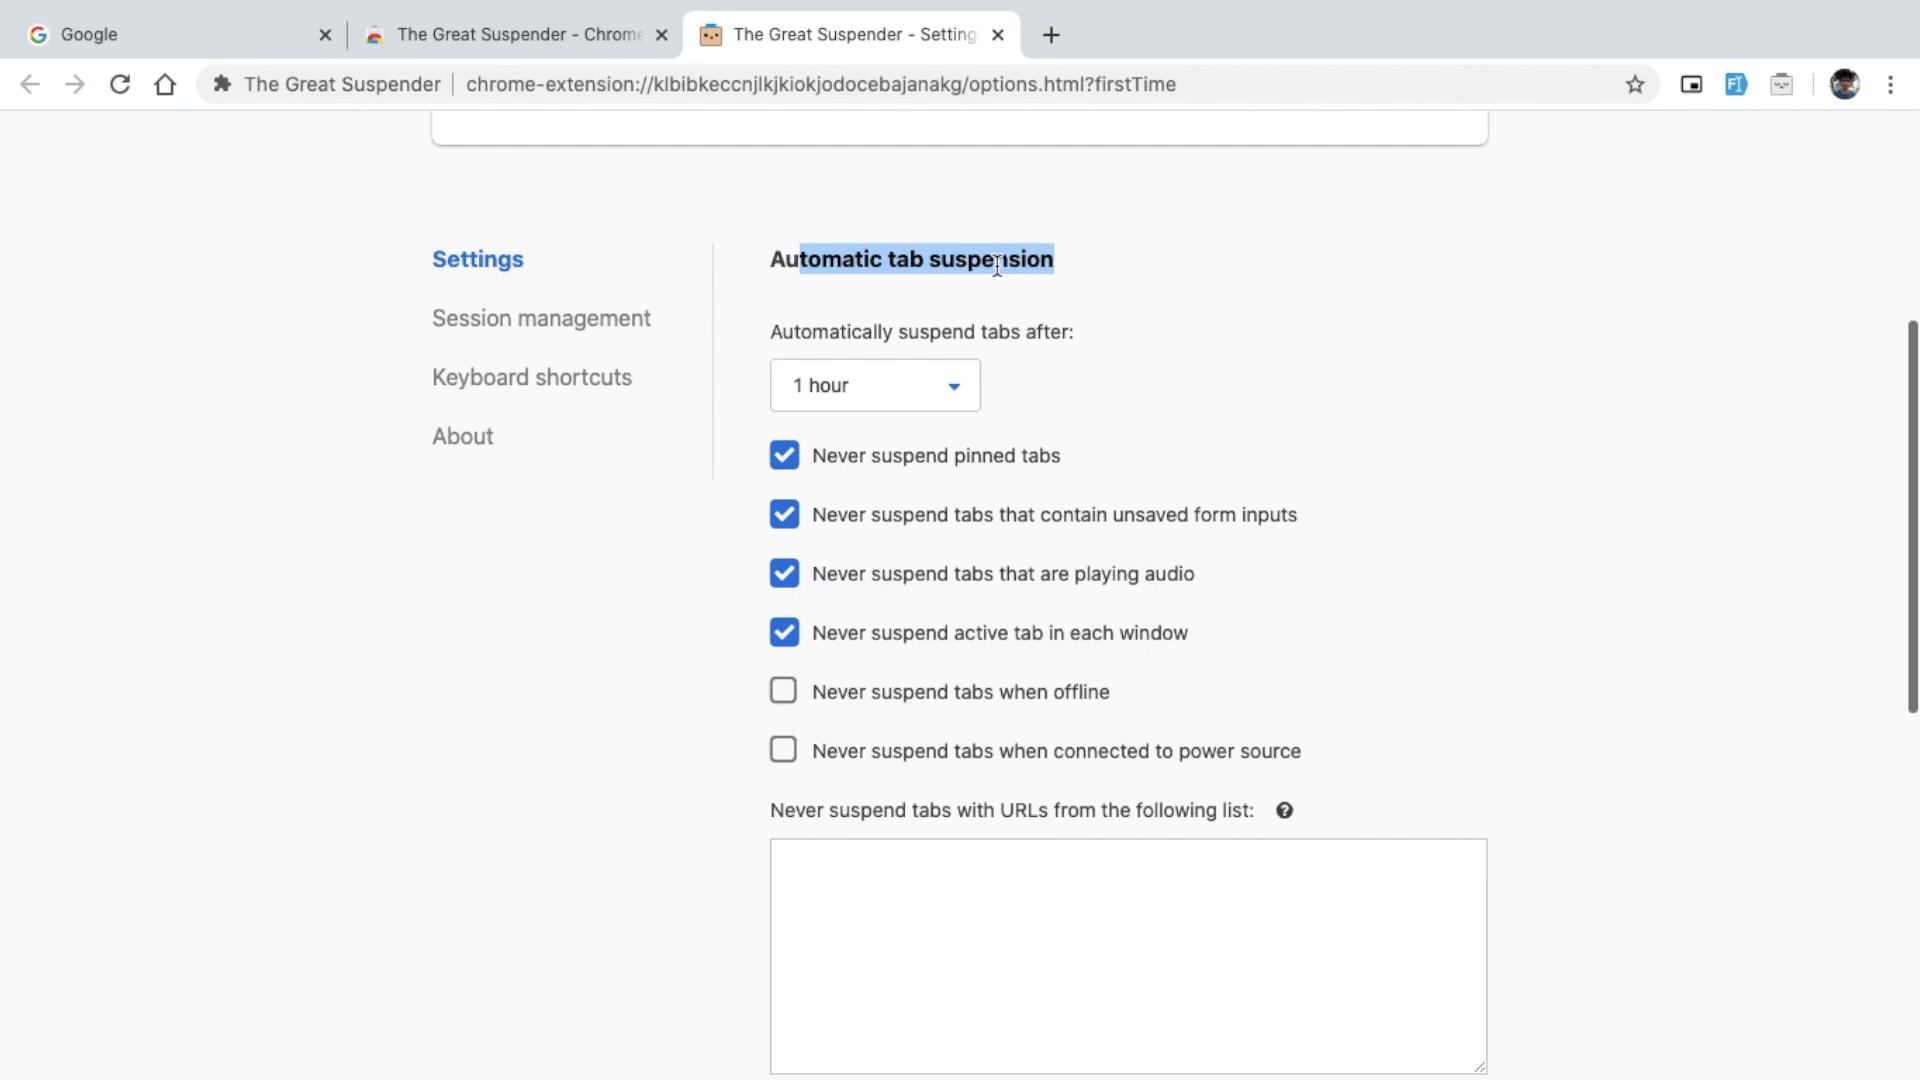 Google
The Great Suspender - Chrome
The Great Suspender - Setting
The Great Suspender | chrome-extension://klbibkeccnjlkjkiokjodocebajanakg/options.html?firstTime
Settings
Session management
Keyboard shortcuts
About
Automatic tab suspension
Automatically suspend tabs after:
1 hour
Never suspend pinned tabs
Never suspend tabs that contain unsaved form inputs
Never suspend tabs that are playing audio
Never suspend active tab in each window
Never suspend tabs when offline
Never suspend tabs when connected to power source
Never suspend tabs with URLs from the following list: